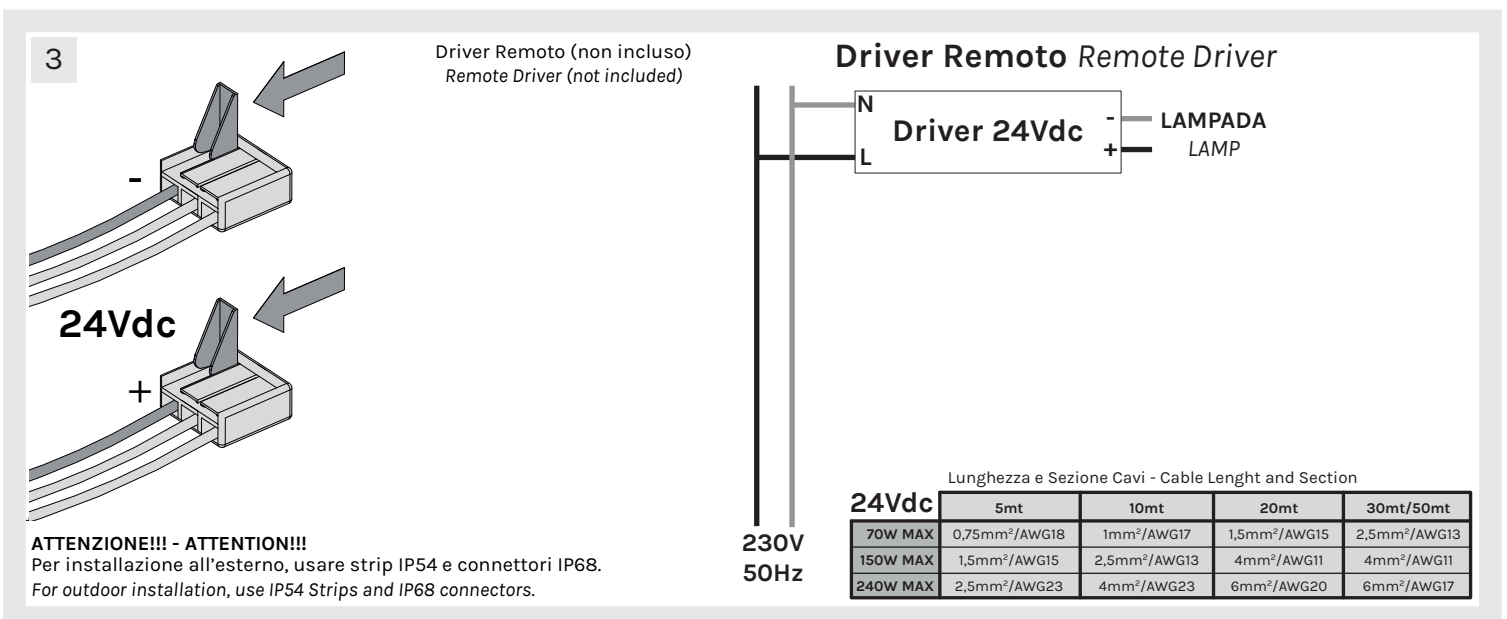 3
Driver Remoto (non incluso)
Remote Driver (not included)
-
24Vdc
+
ATTENZIONE!!! - ATTENTION!!!
Per installazione all'esterno, usare strip IP54 e connettori IP68.
For outdoor installation, use IP54 Strips and IP68 connectors.
Driver Remoto Remote Driver
N
Driver 24Vdc
L
-
+
LAMPADA
LAMP
230V
50Hz
Lunghezza e Sezione Cavi - Cable Lenght and Section
24Vdc 5mt 10mt 20mt 30mt/50mt
70W MAX 0,75mm²/AWG18 1mm²/AWG17 1,5mm²/AWG15 2,5mm²/AWG13
150W MAX 1,5mm²/AWG15 2,5mm²/AWG13 4mm²/AWG11 4mm²/AWG11
240W MAX 2,5mm²/AWG23 4mm²/AWG23 6mm²/AWG20 6mm²/AWG17